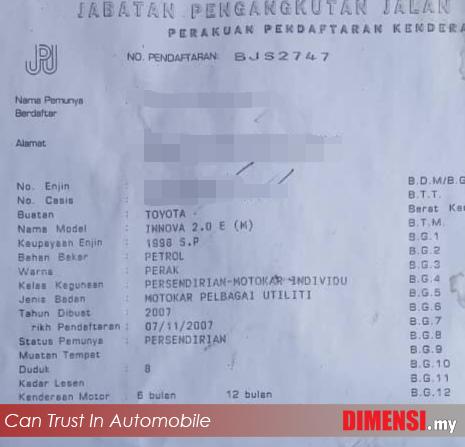 JABATAN PENGANGKUTAN JALAN
PERAKUAN PENDAFTARAN KENDERA
JPJ
NO. PENDAFTARAN: BJS2747
Nama Pemunya
Berdaftar
Alamat :
No. Enjin : B.D.M/B.G
No. Casis : B.T.T.
Buatan : TOYOTA Berat Ken
Nama Model : INNOVA 2.0 E (M) B.T.M.
Keupayaan Enjin : 1998 S.P B.G.1
Bahan Bakar : PETROL B.G.2
Warna : PERAK B.G.3
Kelas Kegunaan : PERSENDIRIAN-MOTOKAR INDIVIDU B.G.4
Jenis Badan : MOTOKAR PELBAGAI UTILITI B.G.5
Tahun Dibuat : 2007 B.G.6
rikh Pendaftaran : 07/11/2007 B.G.7
Status Pemunya : PERSENDIRIAN B.G.8
Muatan Tempat B.G.9
Duduk : 8 B.G.10
Kadar Lesen B.G.11
Kenderaan Motor : 6 bulan 12 bulan B.G.12
Can Trust In Automobile
DIMENSI.my